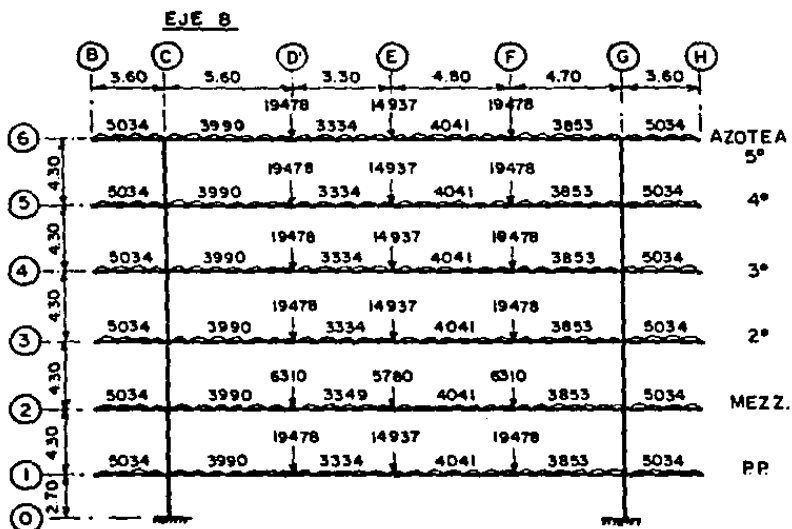 EJE 8
B C D' E F G H
3.60 5.60 3.30 4.80 4.70 3.60
19478 14937 19478
6 5034 3990 3334 4041 3853 5034 AZOTEA
5º
4.30 19478 14937 19478
5 5034 3990 3334 4041 3853 5034 4º
4.30 19478 14937 19478
4 5034 3990 3334 4041 3853 5034 3º
4.30 19478 14937 19478
3 5034 3990 3334 4041 3853 5034 2º
4.30 6310 5780 6310
2 5034 3990 3349 4041 3853 5034 MEZZ.
4.30 19478 14937 19478
1 5034 3990 3334 4041 3853 5034 P.P.
2.70
0